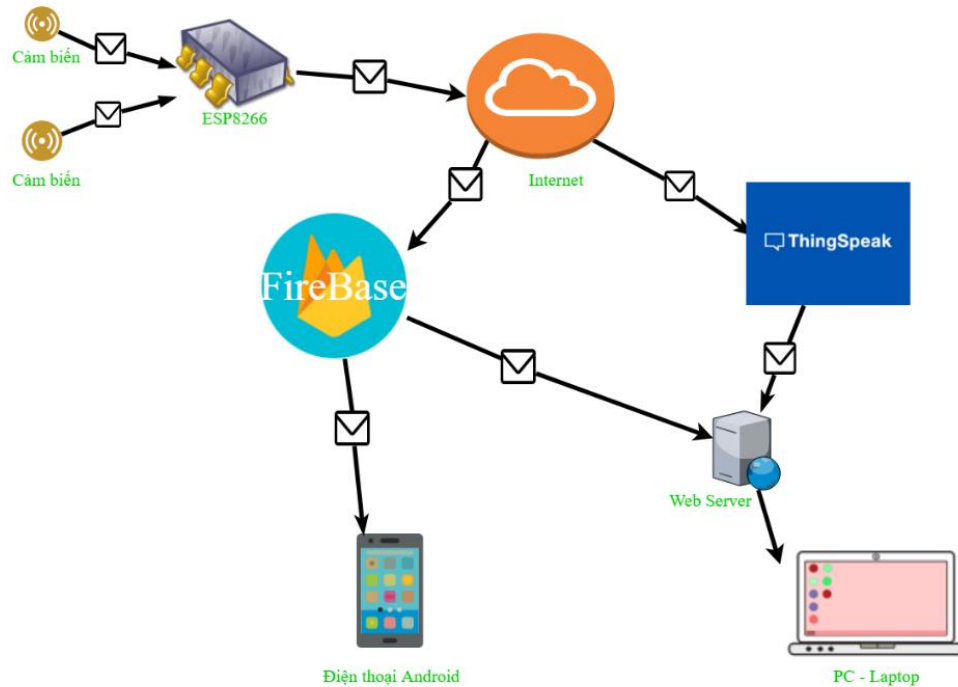 Cảm biến
ESP8266
Cảm biến
Internet
ThingSpeak
FireBase
Web Server
Điện thoại Android
PC - Laptop